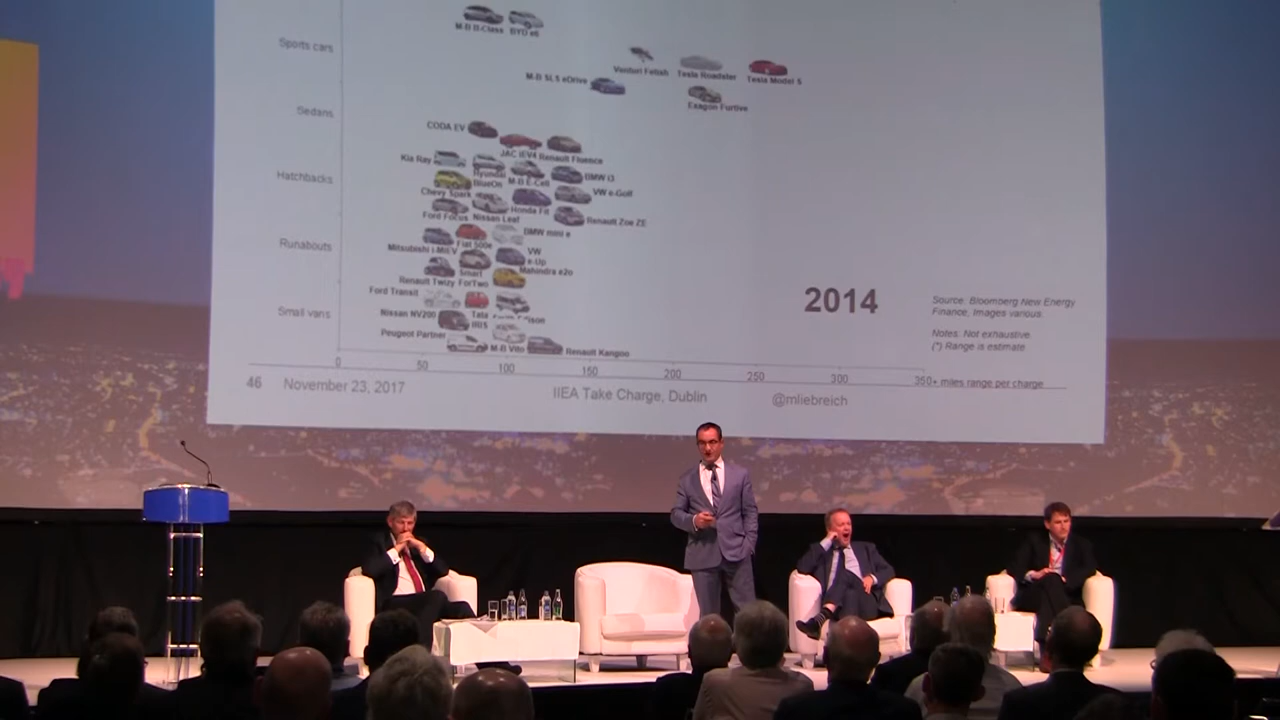 M-B B-Class BYD e6
Sports cars
Venturi Fetish Tesla Roadster Tesla Model S
M-B SLS eDrive
Exagon Furtive
Sedans
CODA EV
JAC iEV4 Renault Fluence
Kia Ray
Hyundai
BlueOn M-B E-Cell BMW i3
Hatchbacks
Chevy Spark VW e-Golf
Honda Fit
Ford Focus Nissan Leaf Renault Zoe ZE
Fiat 500e BMW mini e
Runabouts
Mitsubishi i-MiEV VW
e-Up
Smart Mahindra e2o
Renault Twizy ForTwo
Ford Transit
Small vans
Nissan NV200 Tata
IRIS
Peugeot Partner
M-B Vito Renault Kangoo
2014
Source: Bloomberg New Energy
Finance, Images various.
Notes: Not exhaustive.
(*) Range is estimate
0 50 100 150 200 250 300 350+ miles range per charge
46 November 23, 2017 IIEA Take Charge, Dublin @mliebreich